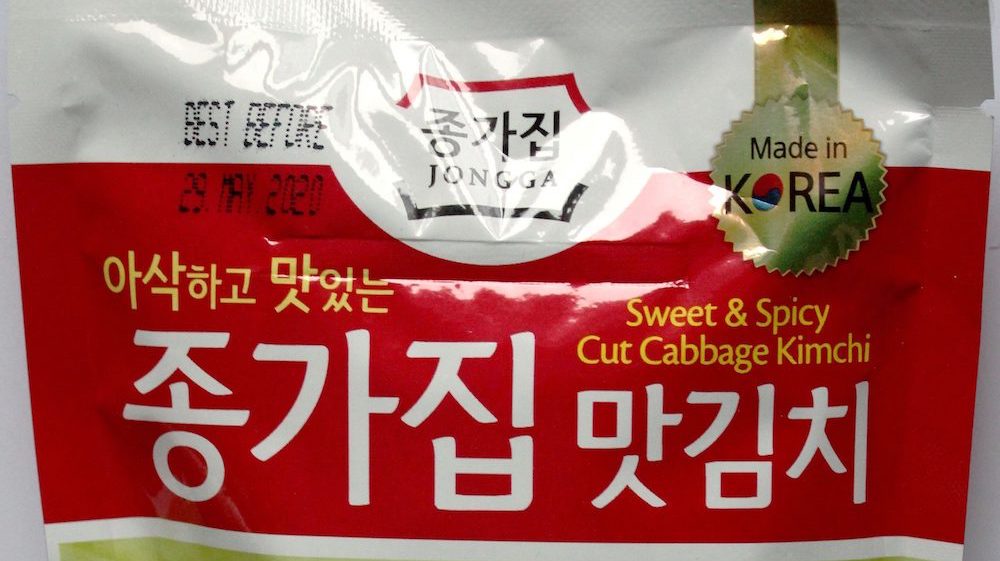 BEST BEFORE
29. MAY 2020
종가집
JONGGA
Made in
KOREA
아삭하고 맛있는
종가집 맛김치
Sweet & Spicy
Cut Cabbage Kimchi